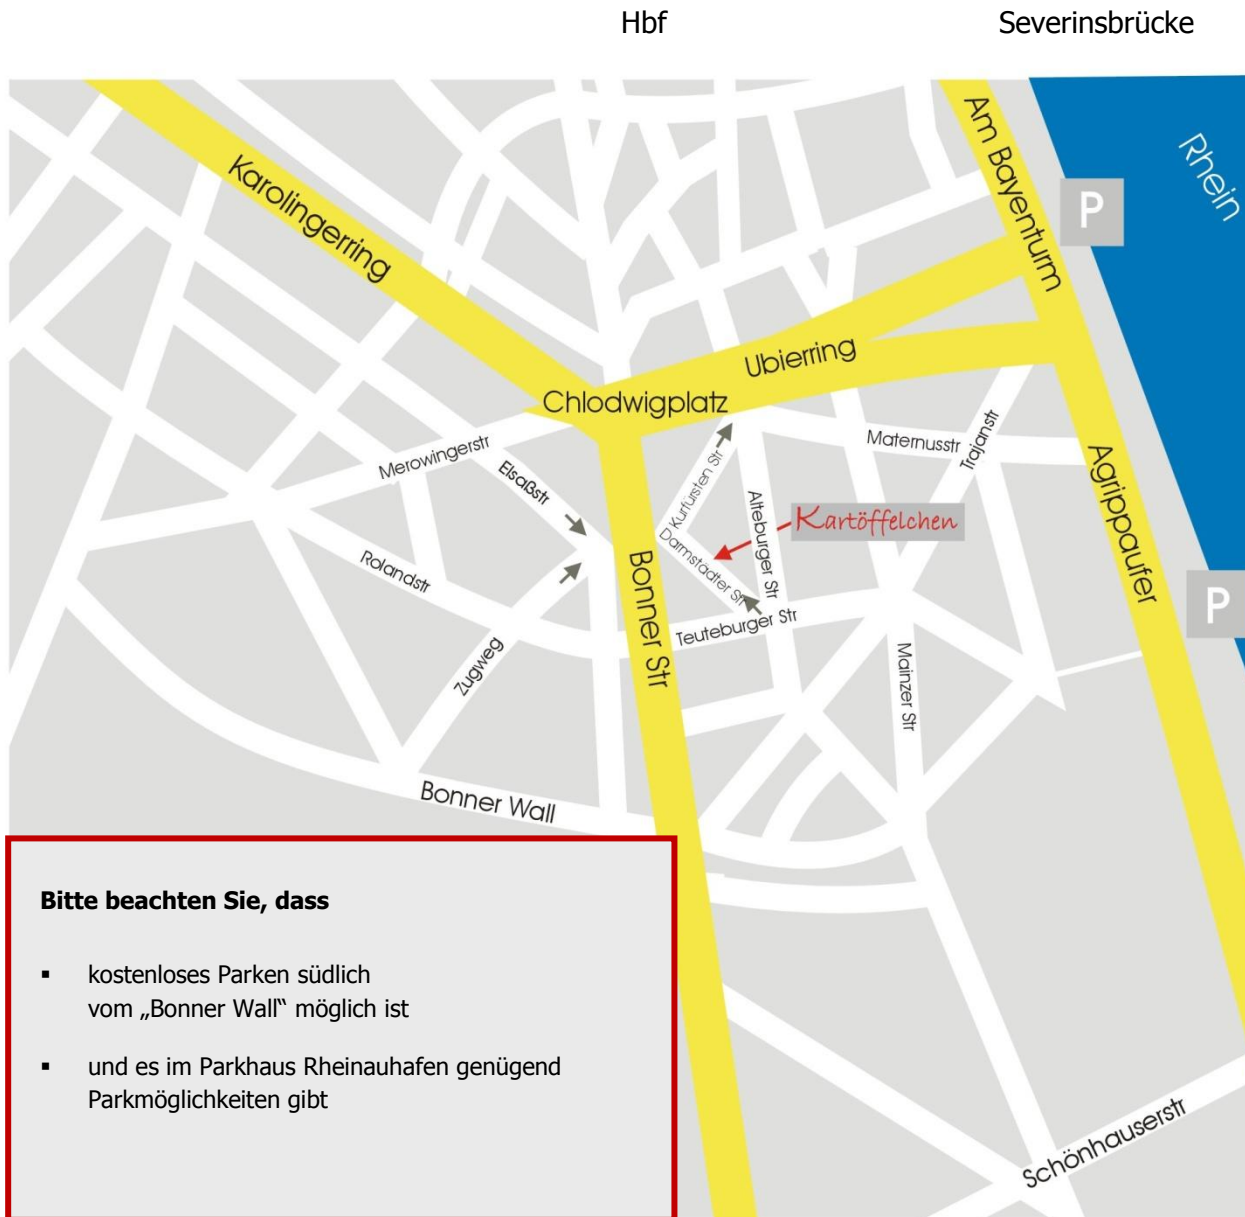 Hbf
Severinsbrücke
Am Bayenturm
Rhein
P
Karolingerring
Ubierring
Chlodwigplatz
Merowingerstr
Elsaßstr
D Kurfürsten Str
Maternusstr
Trajanstr
Alteburger Str
Kartöffelchen
Agrippaufer
Rolandstr
Darmstädter Str
Bonner Str
P
Teuteburger Str
Zugweg
Mainzer Str
Bonner Wall
Bitte beachten Sie, dass
▪ kostenloses Parken südlich
vom „Bonner Wall“ möglich ist
▪ und es im Parkhaus Rheinauhafen genügend
Parkmöglichkeiten gibt
Schönhauserstr